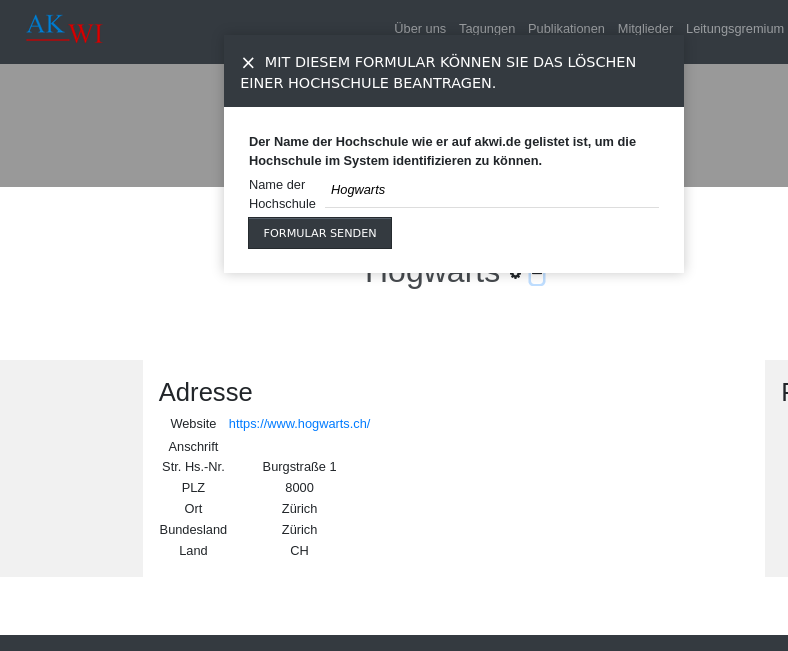 AKWI
Über uns Tagungen Publikationen Mitglieder Leitungsgremium
× MIT DIESEM FORMULAR KÖNNEN SIE DAS LÖSCHEN
EINER HOCHSCHULE BEANTRAGEN.
Der Name der Hochschule wie er auf akwi.de gelistet ist, um die
Hochschule im System identifizieren zu können.
Name der
Hochschule
Hogwarts
FORMULAR SENDEN
Hogwarts
Adresse
Website https://www.hogwarts.ch/
Anschrift
Str. Hs.-Nr. Burgstraße 1
PLZ 8000
Ort Zürich
Bundesland Zürich
Land CH